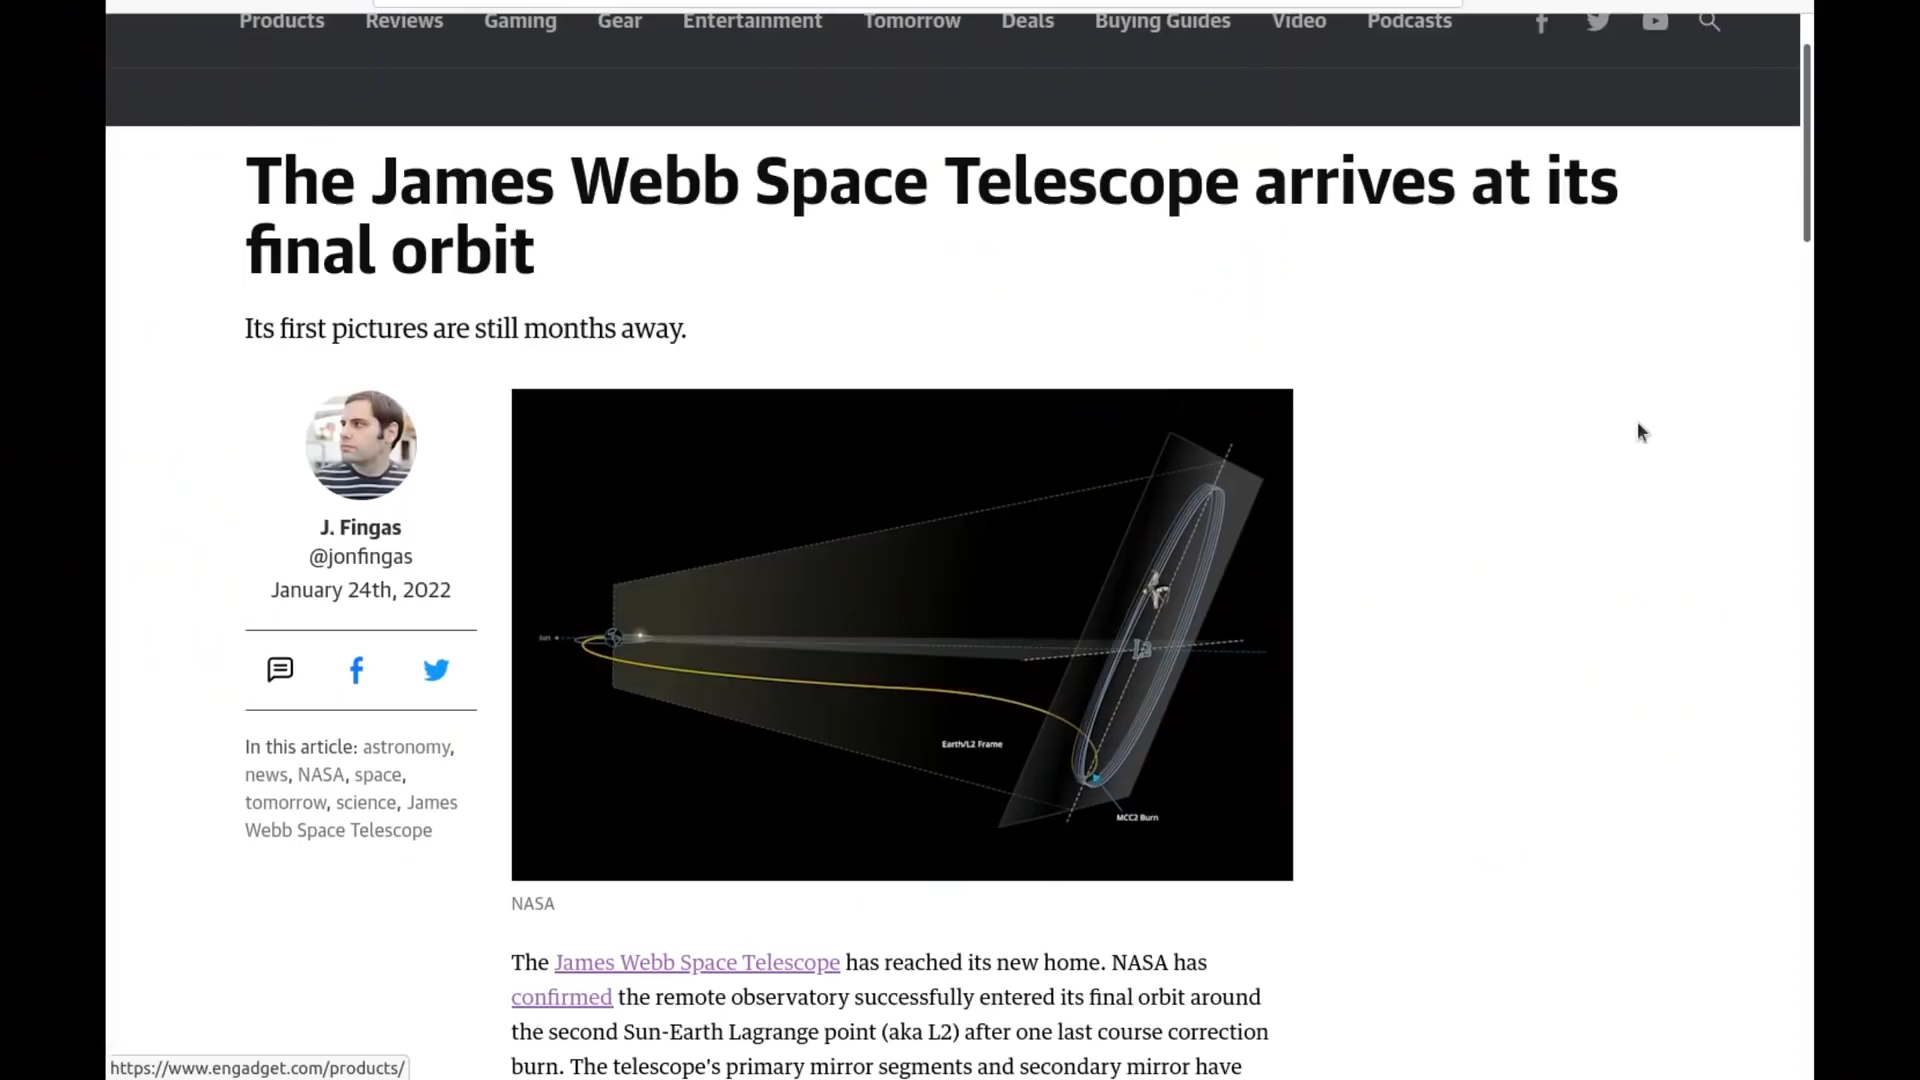 Products Reviews Gaming Gear Entertainment Tomorrow Deals Buying Guides Video Podcasts
The James Webb Space Telescope arrives at its
final orbit
Its first pictures are still months away.
J. Fingas
@jonfingas
January 24th, 2022
In this article: astronomy,
news, NASA, space,
tomorrow, science, James
Webb Space Telescope
Sun
L2
Earth/L2 Frame
MCC2 Burn
NASA
The James Webb Space Telescope has reached its new home. NASA has
confirmed the remote observatory successfully entered its final orbit around
the second Sun-Earth Lagrange point (aka L2) after one last course correction
burn. The telescope's primary mirror segments and secondary mirror have
https://www.engadget.com/products/